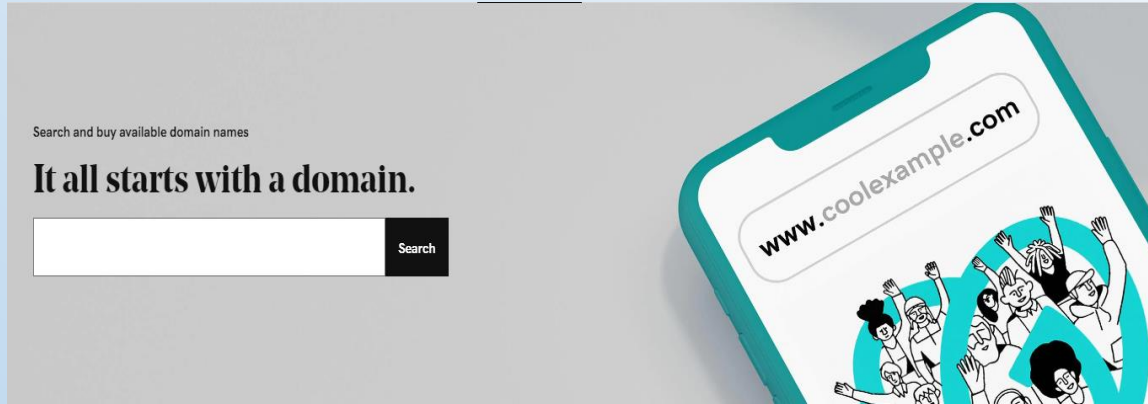 Search and buy available domain names
It all starts with a domain.
Search
www.coolexample.com